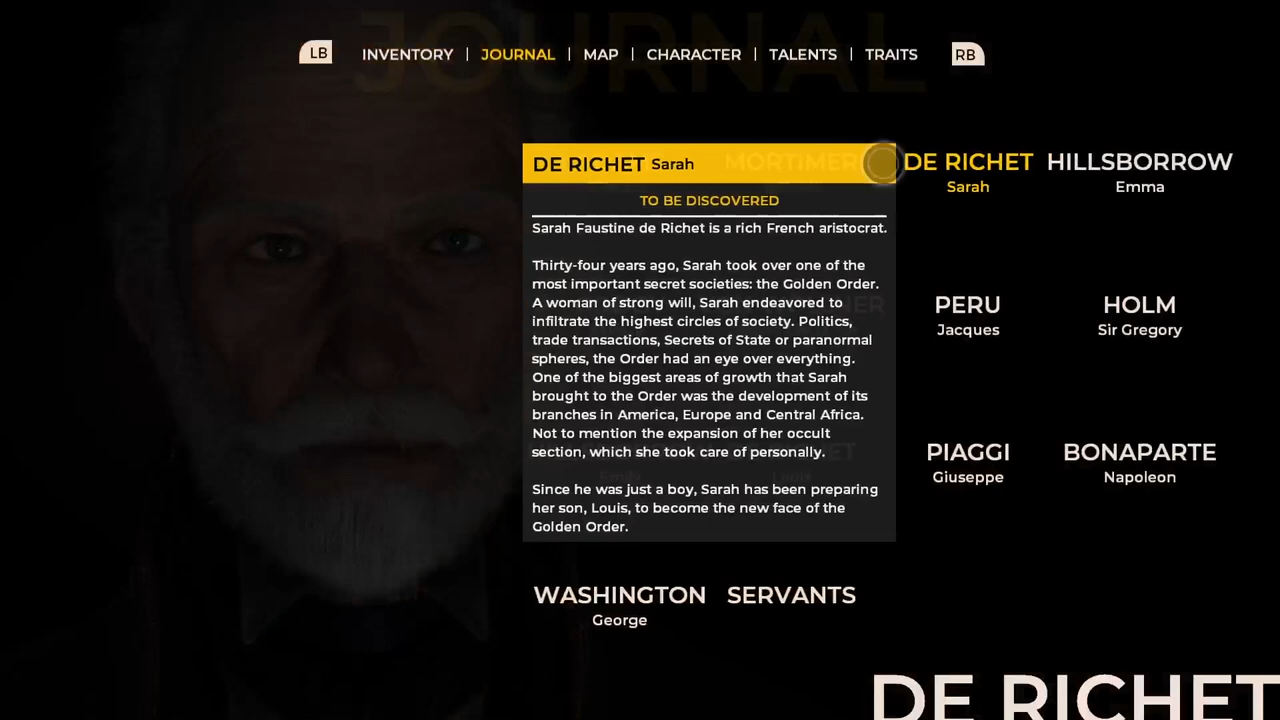 JOURNAL
LB INVENTORY | JOURNAL | MAP | CHARACTER | TALENTS | TRAITS RB
DE RICHET Sarah
MORTIMER
TO BE DISCOVERED
Sarah Faustine de Richet is a rich French aristocrat.
Thirty-four years ago, Sarah took over one of the
most important secret societies: the Golden Order.
A woman of strong will, Sarah endeavored to
infiltrate the highest circles of society. Politics,
trade transactions, Secrets of State or paranormal
spheres, the Order had an eye over everything.
One of the biggest areas of growth that Sarah
brought to the Order was the development of its
branches in America, Europe and Central Africa.
Not to mention the expansion of her occult
section, which she took care of personally.
Since he was just a boy, Sarah has been preparing
her son, Louis, to become the new face of the
Golden Order.
DE RICHET
Sarah
HILLSBORROW
Emma
PERU
Jacques
HOLM
Sir Gregory
PIAGGI
Giuseppe
BONAPARTE
Napoleon
WASHINGTON
George
SERVANTS
DE RICHET